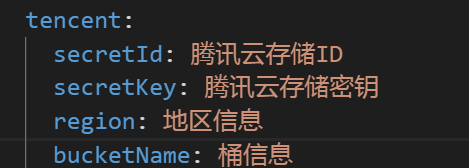 tencent:
secretId: 腾讯云存储ID
secretKey: 腾讯云存储密钥
region: 地区信息
bucketName: 桶信息